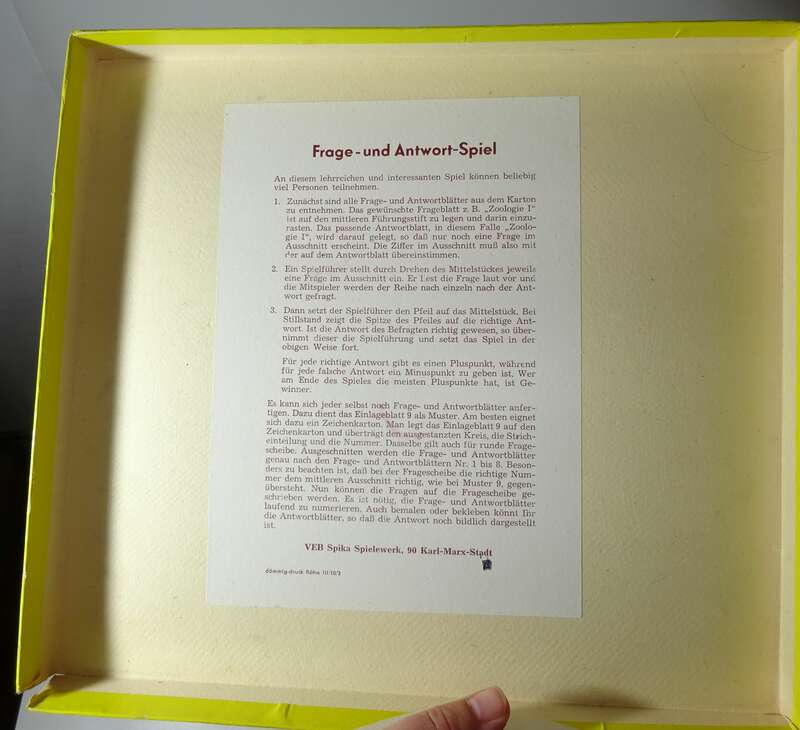 Frage- und Antwort-Spiel
An diesem lehrreichen und interessanten Spiel können beliebig
viel Personen teilnehmen.
1. Zunächst sind alle Frage- und Antwortblätter aus dem Karton
zu entnehmen. Das gewünschte Frageblatt z. B. „Zoologie I“
ist auf den mittleren Führungsstift zu legen und darin einzu-
rasten. Das passende Antwortblatt, in diesem Falle „Zoolo-
gie I“, wird darauf gelegt, so daß nur noch eine Frage im
Ausschnitt erscheint. Die Ziffer im Ausschnitt muß also mit
der auf dem Antwortblatt übereinstimmen.
2. Ein Spielführer stellt durch Drehen des Mittelstückes jeweils
eine Frage im Ausschnitt ein. Er liest die Frage laut vor und
die Mitspieler werden der Reihe nach einzeln nach der Ant-
wort gefragt.
3. Dann setzt der Spielführer den Pfeil auf das Mittelstück. Bei
Stillstand zeigt die Spitze des Pfeiles auf die richtige Ant-
wort. Ist die Antwort des Befragten richtig gewesen, so über-
nimmt dieser die Spielführung und setzt das Spiel in der
obigen Weise fort.
Für jede richtige Antwort gibt es einen Pluspunkt, während
für jede falsche Antwort ein Minuspunkt zu geben ist. Wer
am Ende des Spieles die meisten Pluspunkte hat, ist Ge-
winner.
Es kann sich jeder selbst noch Frage- und Antwortblätter anfer-
tigen. Dazu dient das Einlageblatt 9 als Muster. Am besten eignet
sich dazu ein Zeichenkarton. Man legt das Einlageblatt 9 auf den
Zeichenkarton und überträgt den ausgestanzten Kreis, die Strich-
einteilung und die Nummer. Dasselbe gilt auch für runde Frage-
scheibe. Ausgeschnitten werden die Frage- und Antwortblätter
genau nach den Frage- und Antwortblättern Nr. 1 bis 8. Beson-
ders zu beachten ist, daß bei der Fragescheibe die richtige Num-
mer dem mittleren Ausschnitt richtig, wie bei Muster 9, gegen-
übersteht. Nun können die Fragen auf die Fragescheibe ge-
schrieben werden. Es ist nötig, die Frage- und Antwortblätter
laufend zu numerieren. Auch bemalen oder bekleben könnt Ihr
die Antwortblätter, so daß die Antwort noch bildlich dargestellt
ist.
VEB Spika Spielewerk, 90 Karl-Marx-Stadt
dämmig-druck Röhr III/18/3